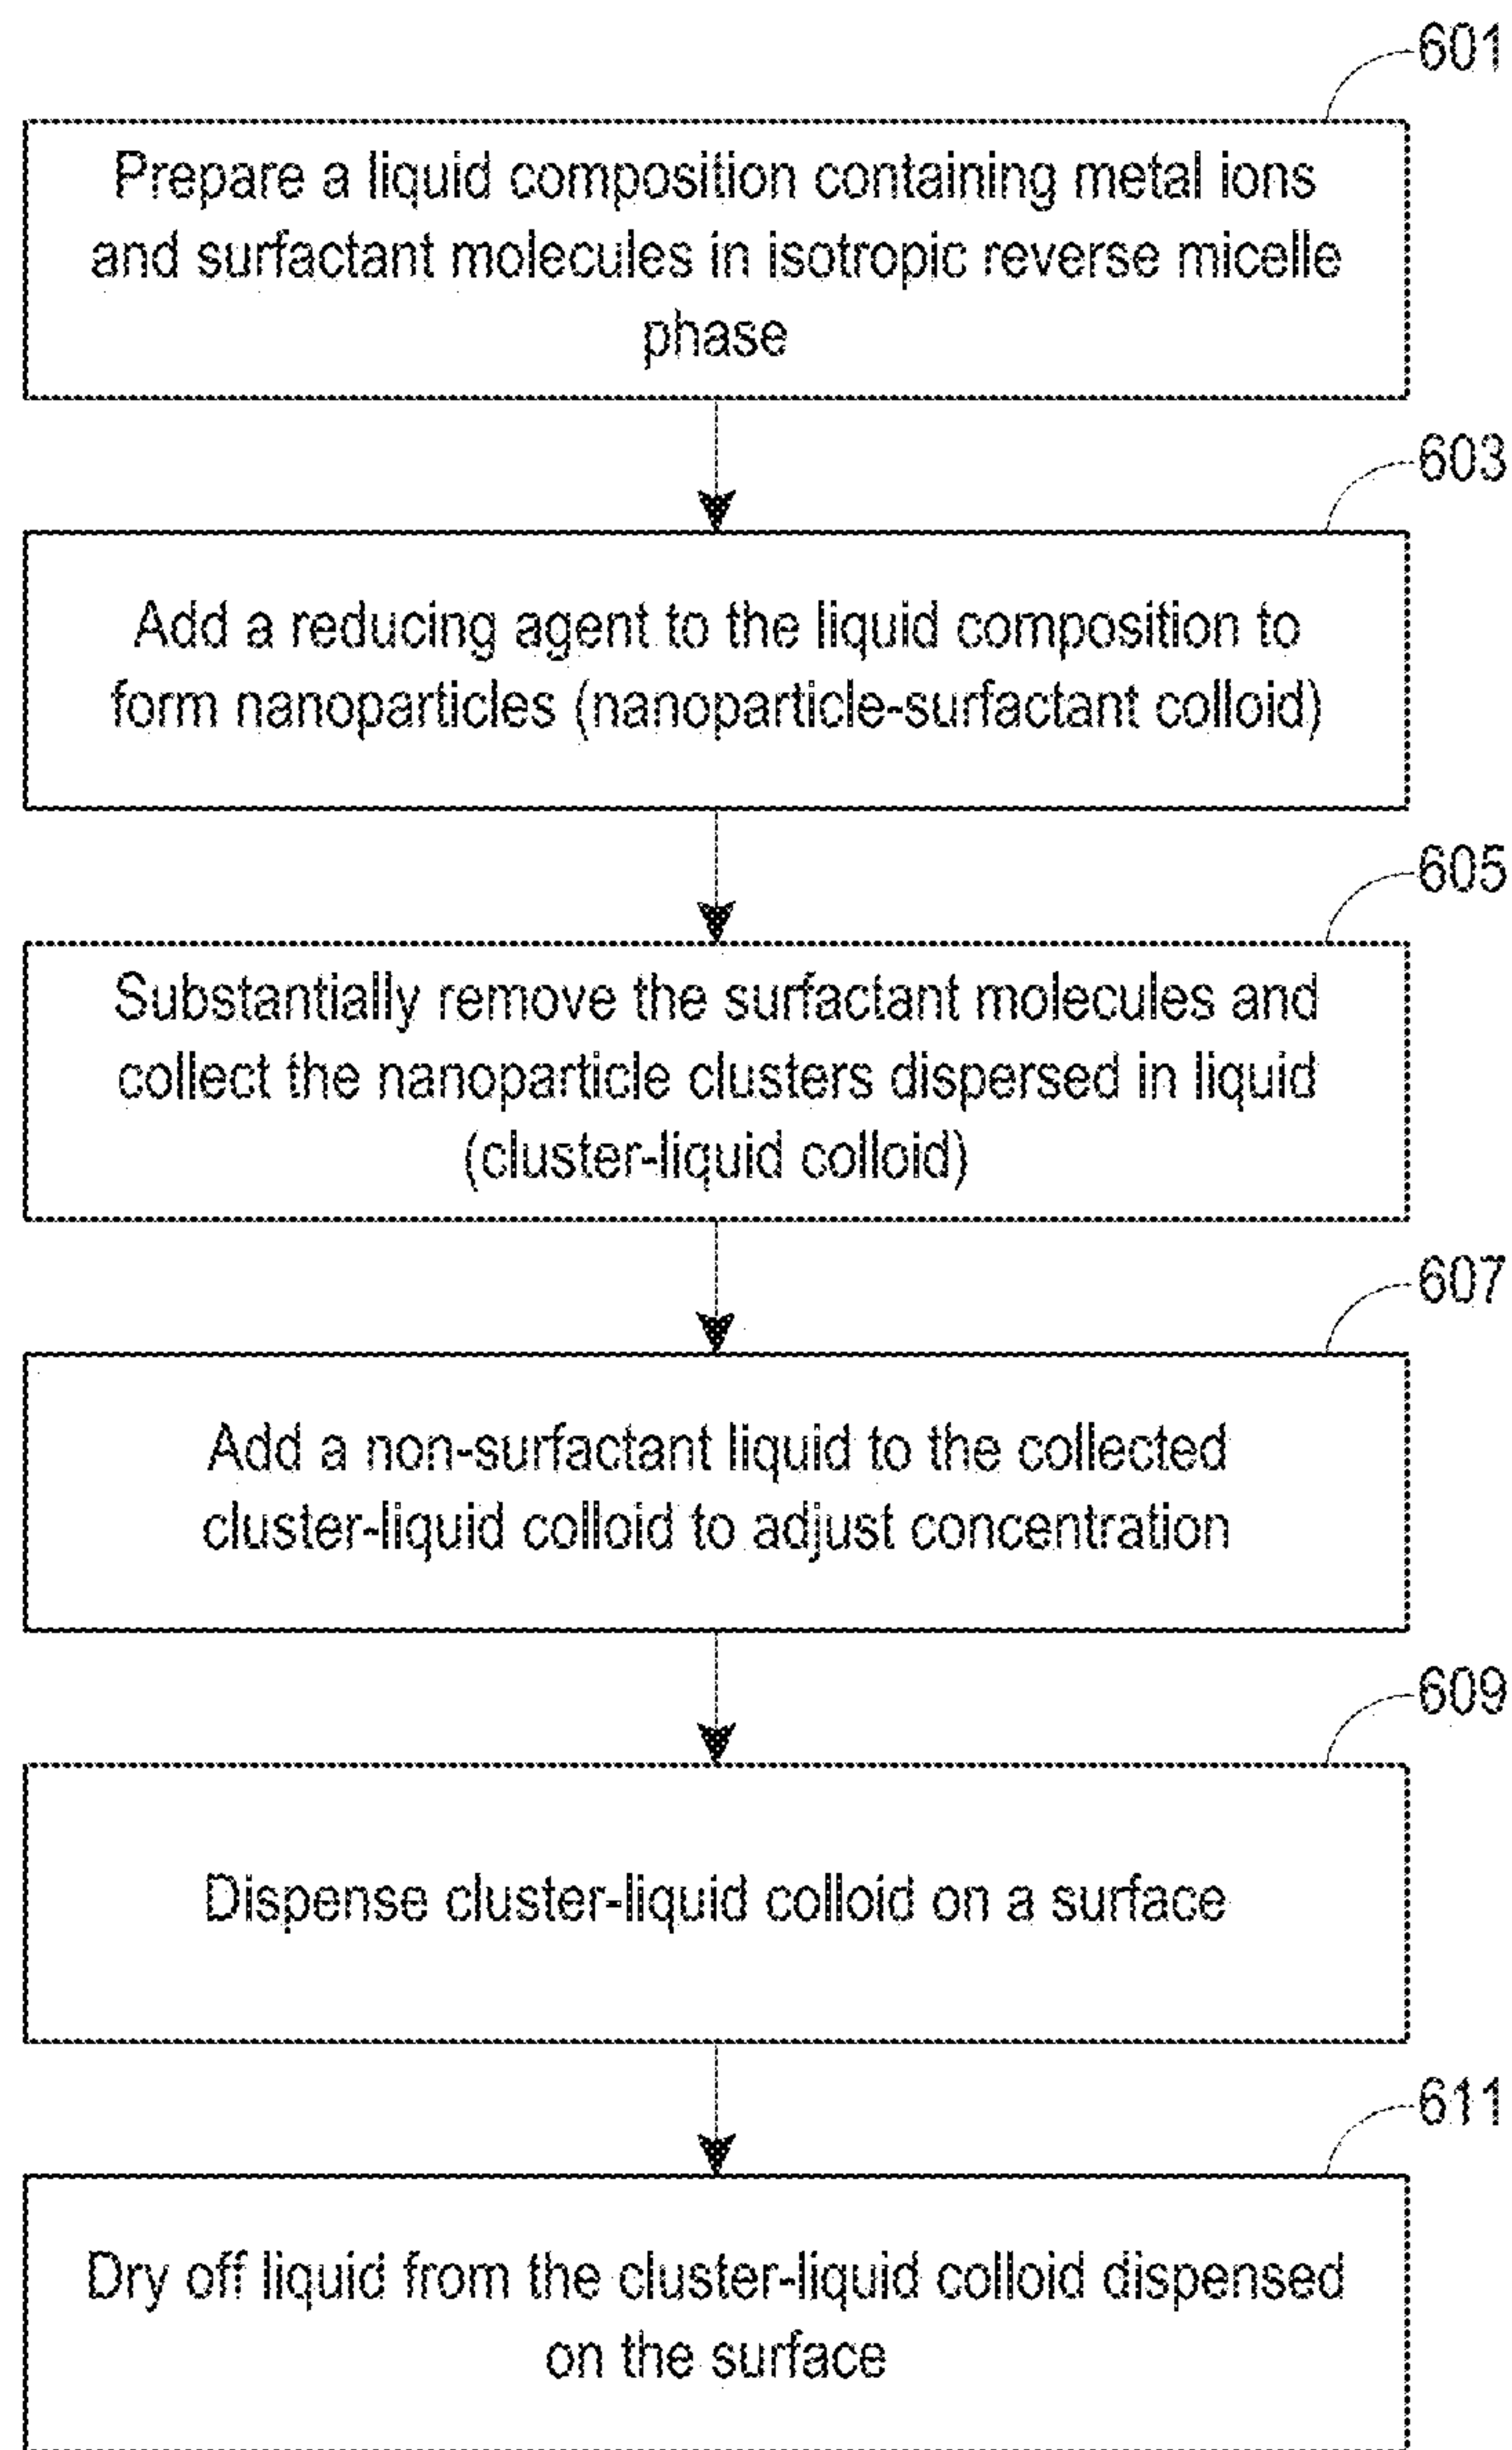 601
Prepare a liquid composition containing metal ions
and surfactant molecules in isotropic reverse micelle
phase
603
Add a reducing agent to the liquid composition to
form nanoparticles (nanoparticle-surfactant colloid)
605
Substantially remove the surfactant molecules and
collect the nanoparticle clusters dispersed in liquid
(cluster-liquid colloid)
607
Add a non-surfactant liquid to the collected
cluster-liquid colloid to adjust concentration
609
Dispense cluster-liquid colloid on a surface
611
Dry off liquid from the cluster-liquid colloid dispensed
on the surface